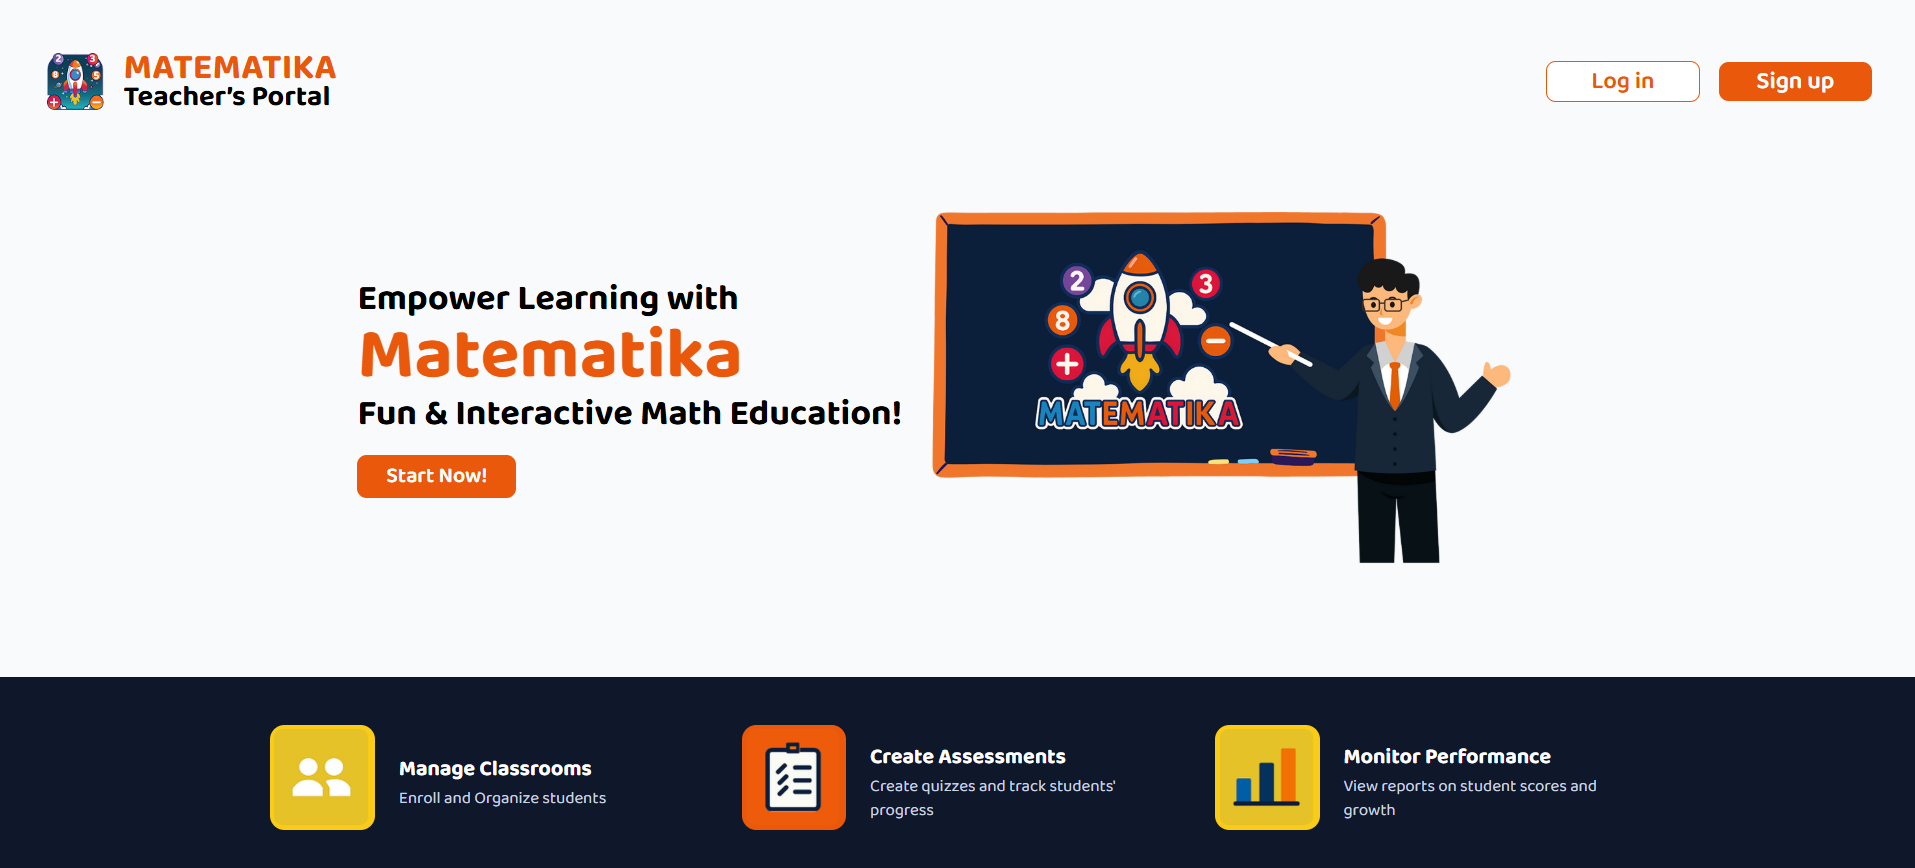 MATEMATIKA
Teacher's Portal
Log in
Sign up
Empower Learning with
Matematika
Fun & Interactive Math Education!
Start Now!
2
3
8
MATEMATIKA
Manage Classrooms
Enroll and Organize students
Create Assessments
Create quizzes and track students'
progress
Monitor Performance
View reports on student scores and
growth